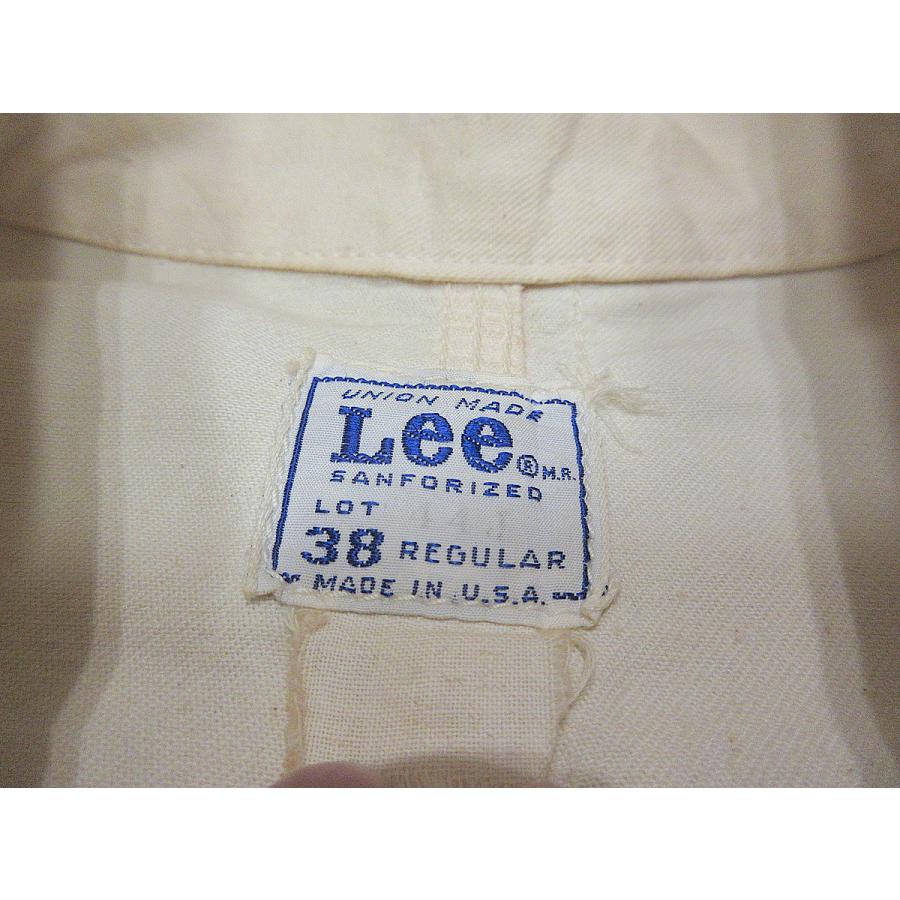 UNION MADE
Lee ® M.R.
SANFORIZED
LOT
38 REGULAR
MADE IN U.S.A.